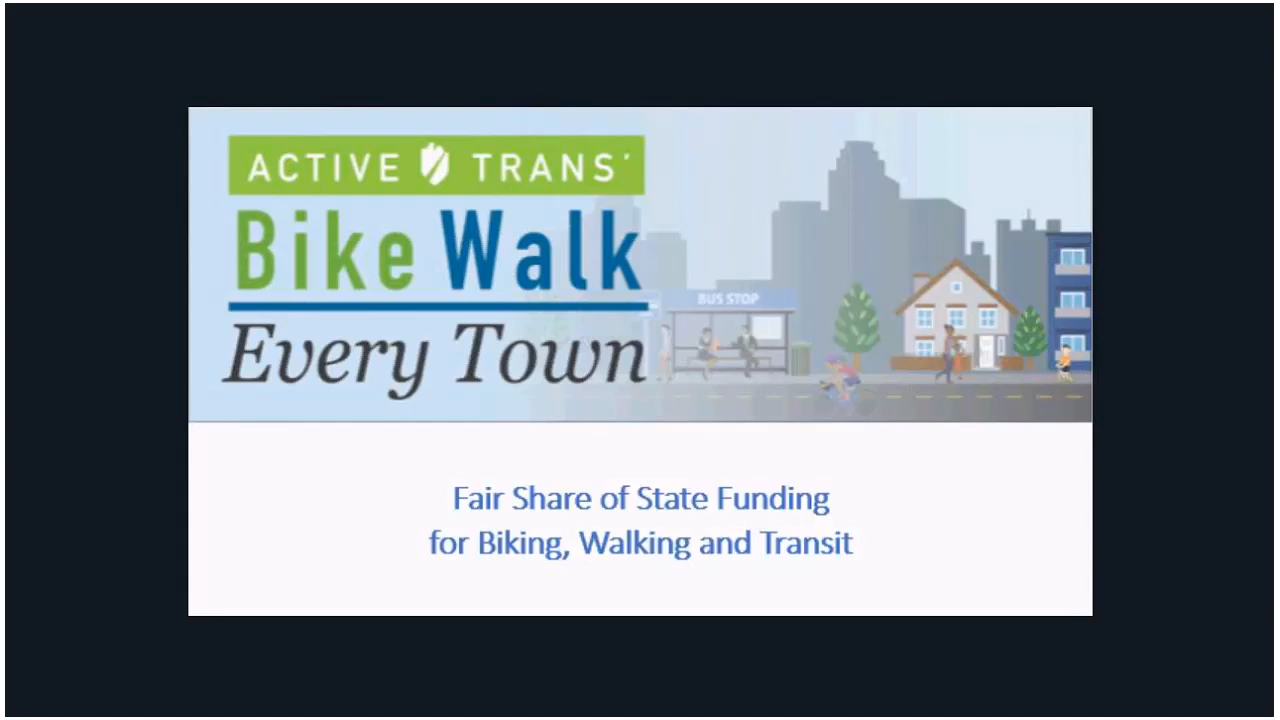 ACTIVE TRANS'
Bike Walk
Every Town
BUS STOP
Fair Share of State Funding
for Biking, Walking and Transit